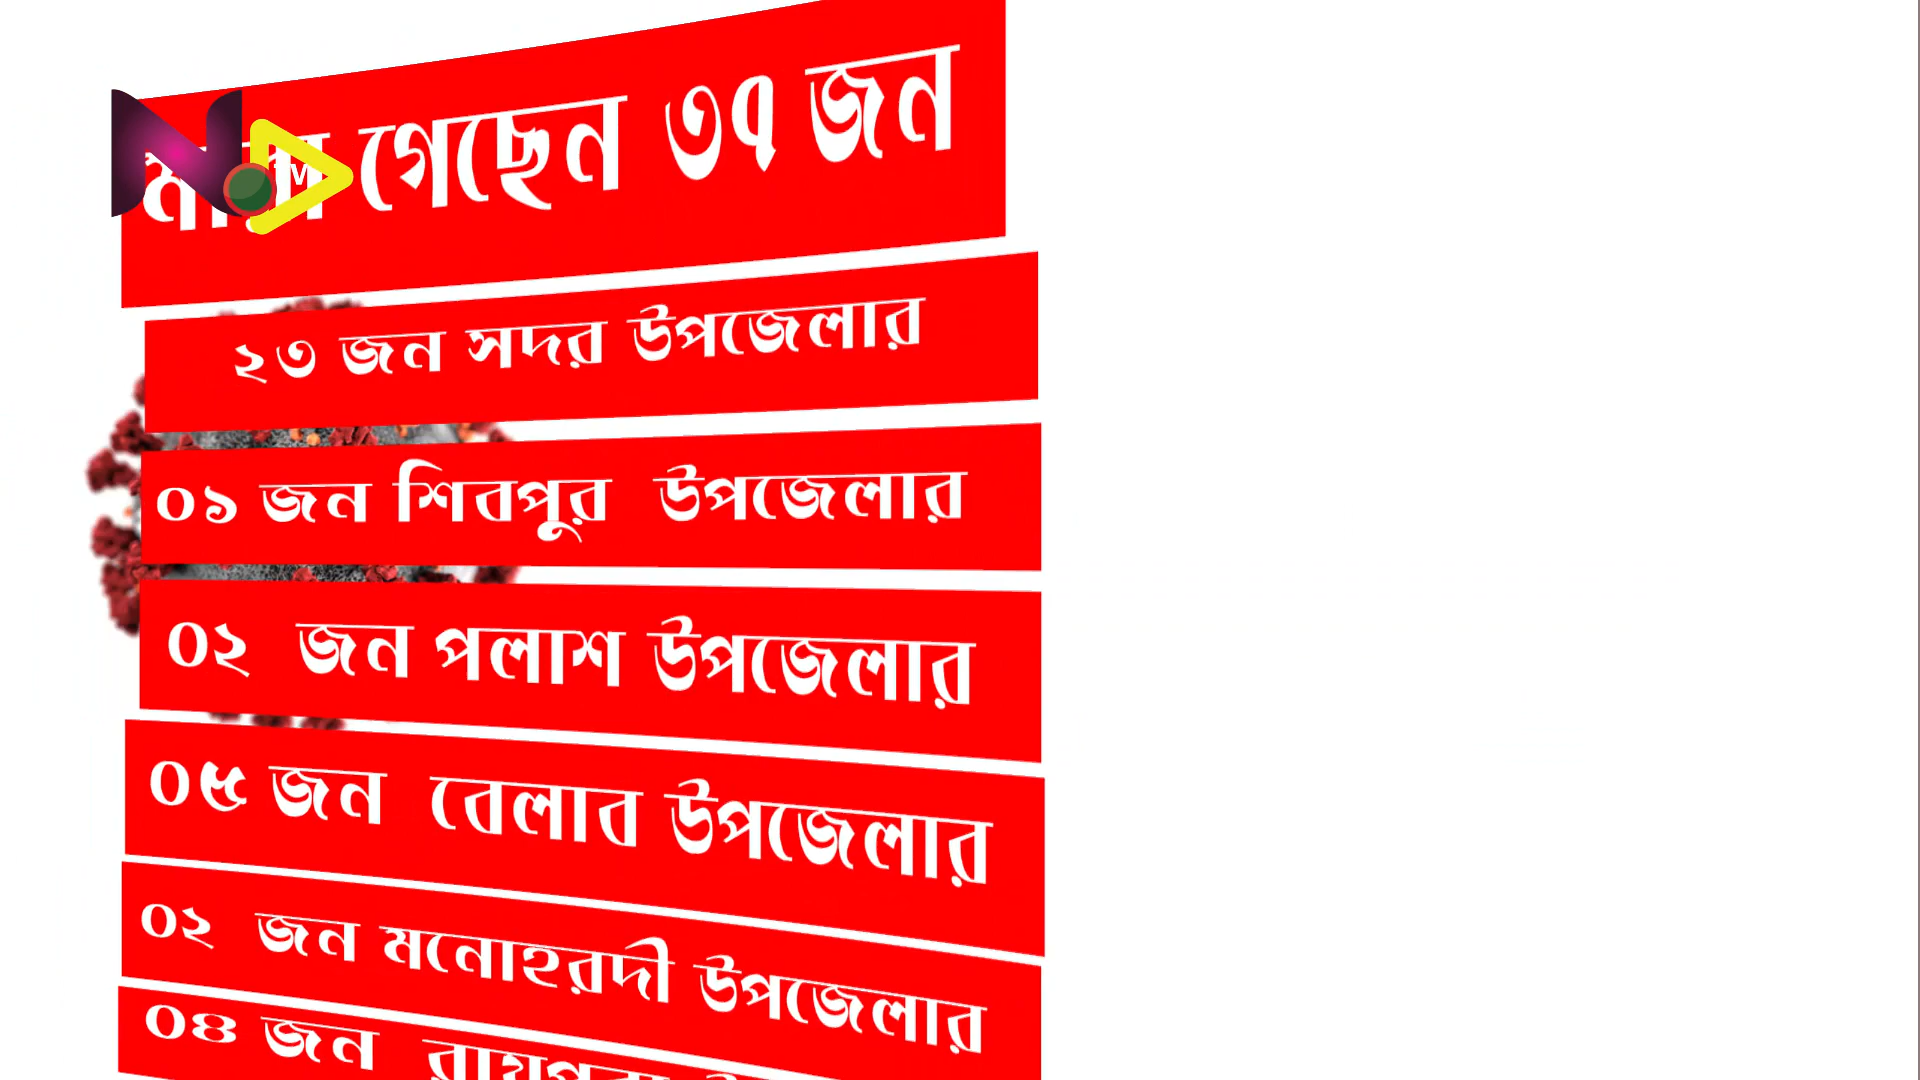 মারা গেছেন ৩৭ জন
২৩ জন সদর উপজেলার
০১ জন শিবপুর উপজেলার
০২ জন পলাশ উপজেলার
০৫ জন বেলাব উপজেলার
০২ জন মনোহরদী উপজেলার
০৪ জন